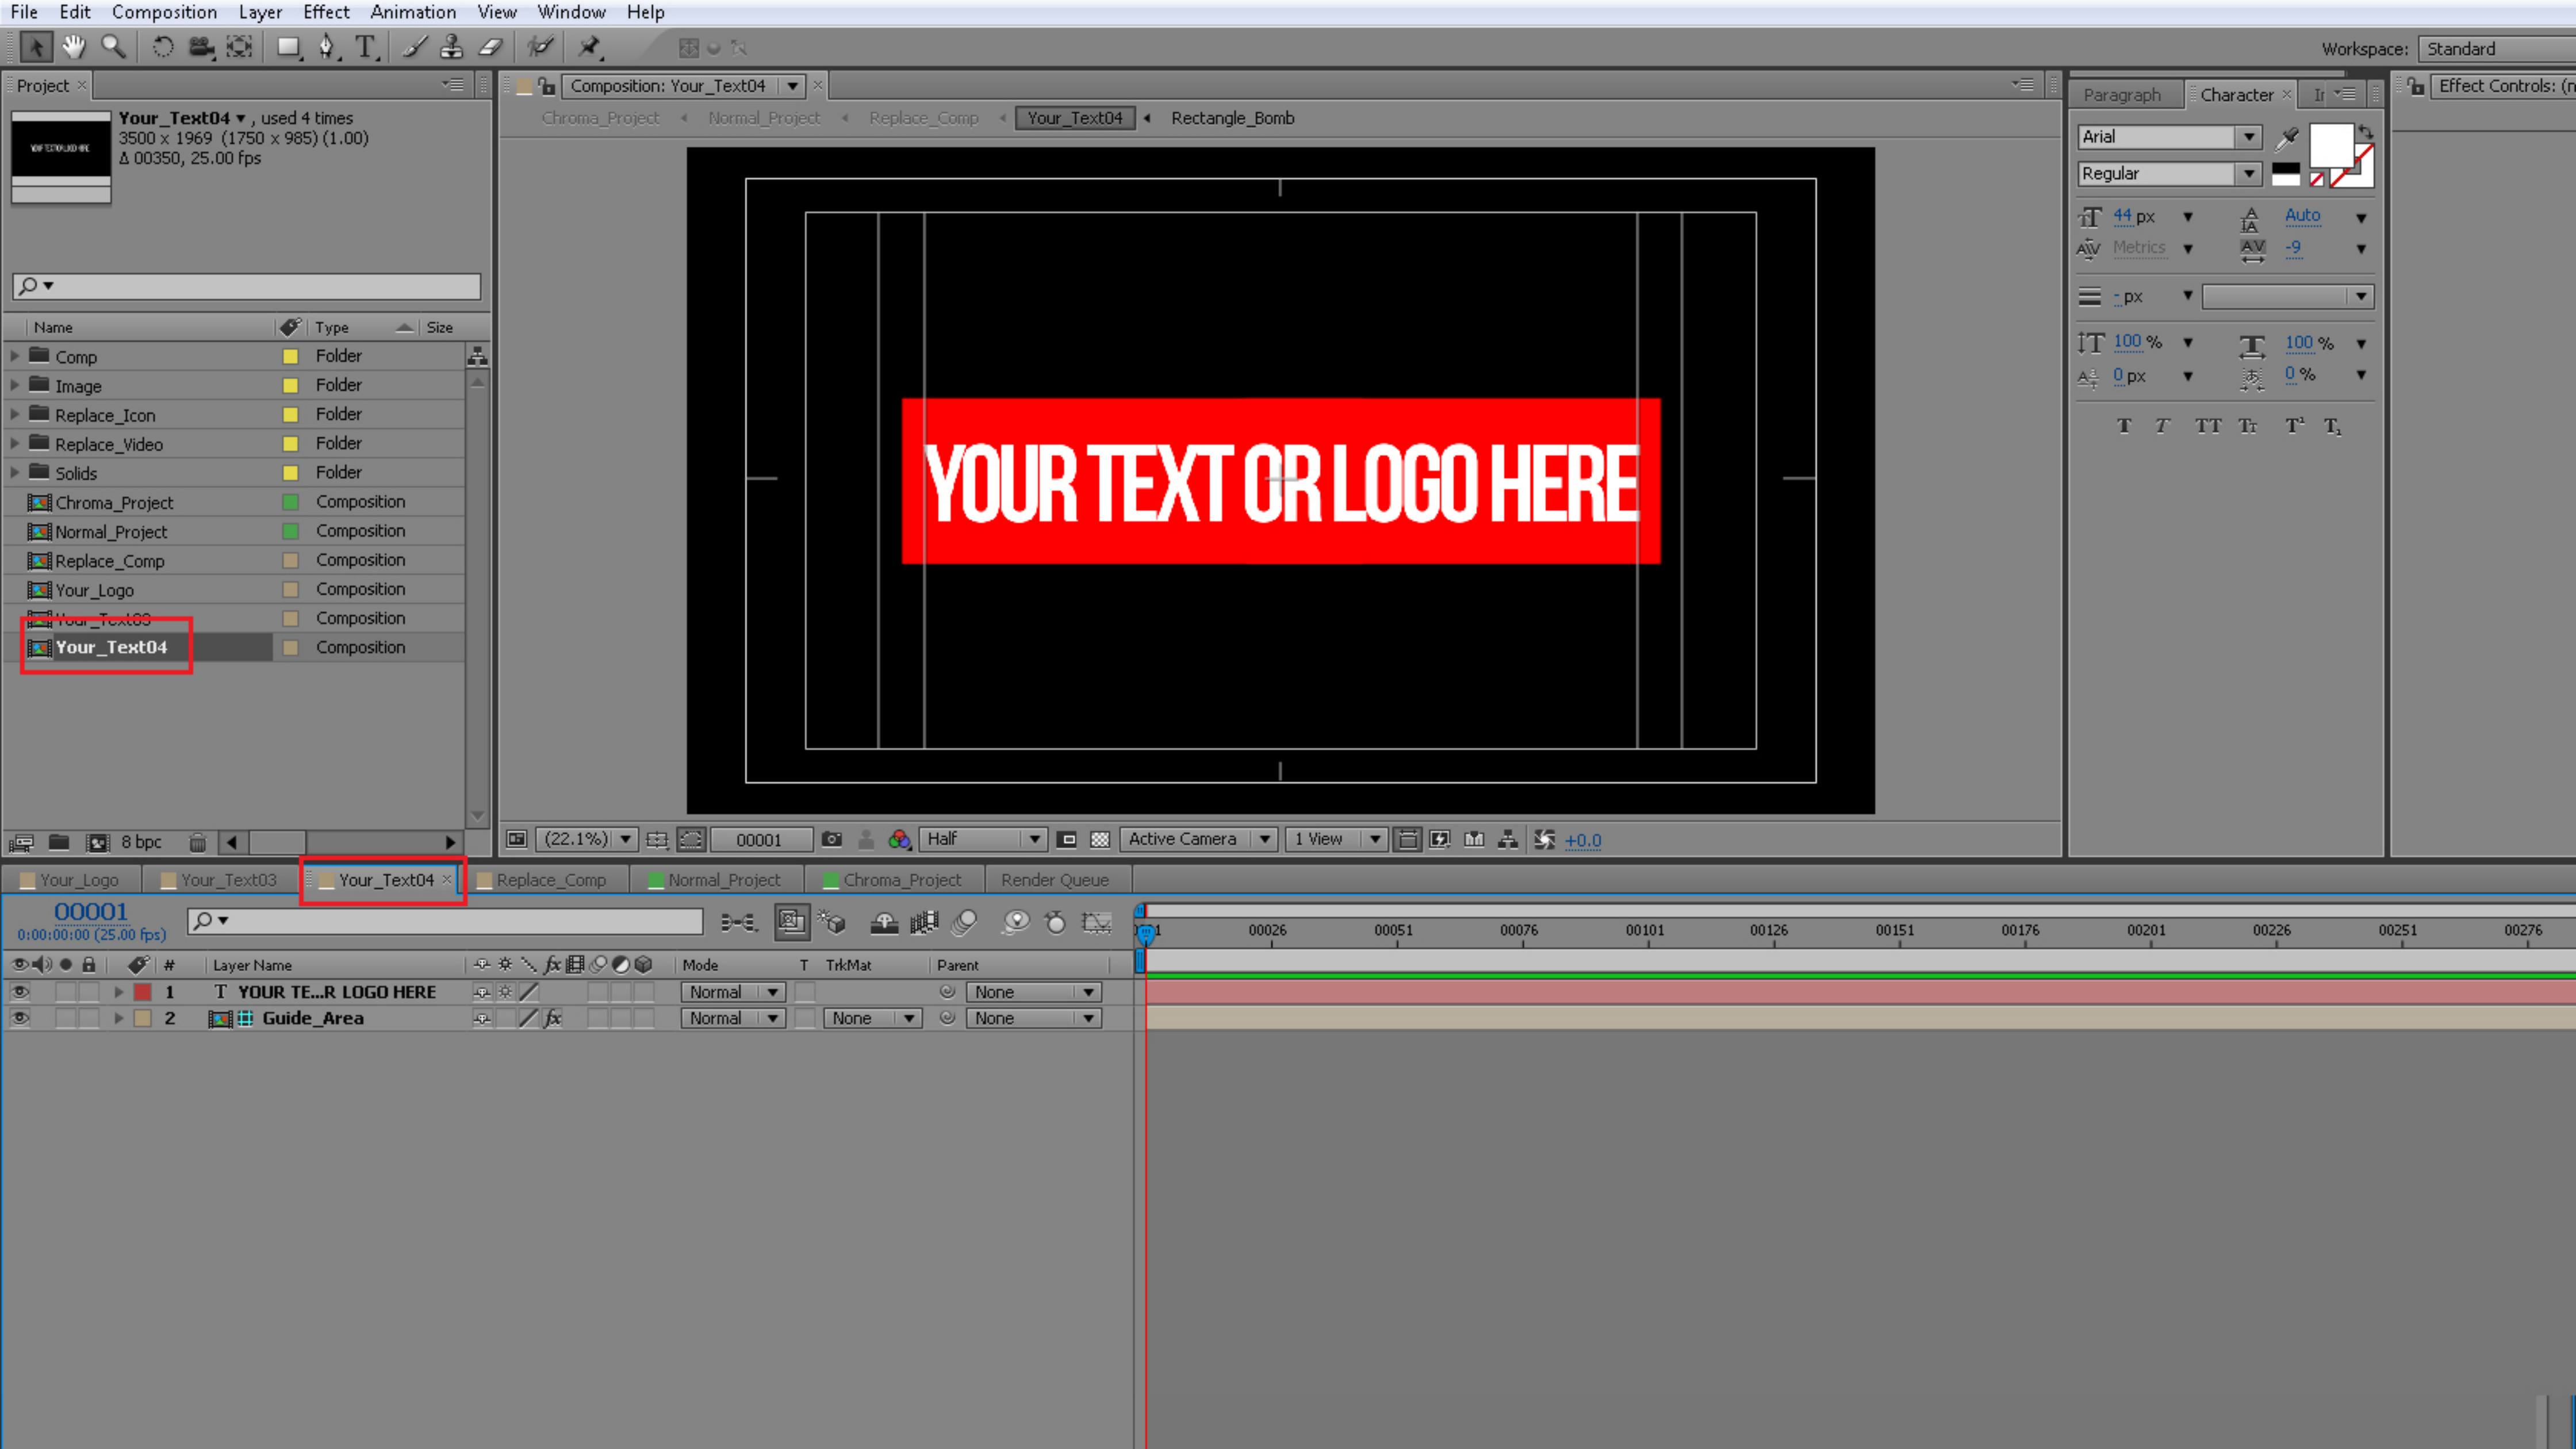 File Edit Composition Layer Effect Animation View Window Help
Workspace: Standard
Project
Your_Text04 , used 4 times
3500 x 1969 (1750 x 985) (1.00)
Δ 00350, 25.00 fps
Name Type Size
Comp Folder
Image Folder
Replace_Icon Folder
Replace_Video Folder
Solids Folder
Chroma_Project Composition
Normal_Project Composition
Replace_Comp Composition
Your_Logo Composition
Your_Text03 Composition
Your_Text04 Composition
8 bpc
Composition: Your_Text04
Chroma_Project Normal_Project Replace_Comp Your_Text04 Rectangle_Bomb
YOUR TEXT OR LOGO HERE
(22.1%) 00001 Half Active Camera 1 View +0.0
Paragraph Character
Effect Controls: (n
Arial
Regular
44 px Auto
Metrics -9
- px
100 % 100 %
0 px 0 %
T T TT Tt T¹ T₁
Your_Logo Your_Text03 Your_Text04 Replace_Comp Normal_Project Chroma_Project Render Queue
00001
0:00:00:00 (25.00 fps)
00026 00051 00076 00101 00126 00151 00176 00201 00226 00251 00276
# Layer Name Mode T TrkMat Parent
1 T YOUR TE...R LOGO HERE Normal None
2 Guide_Area Normal None None